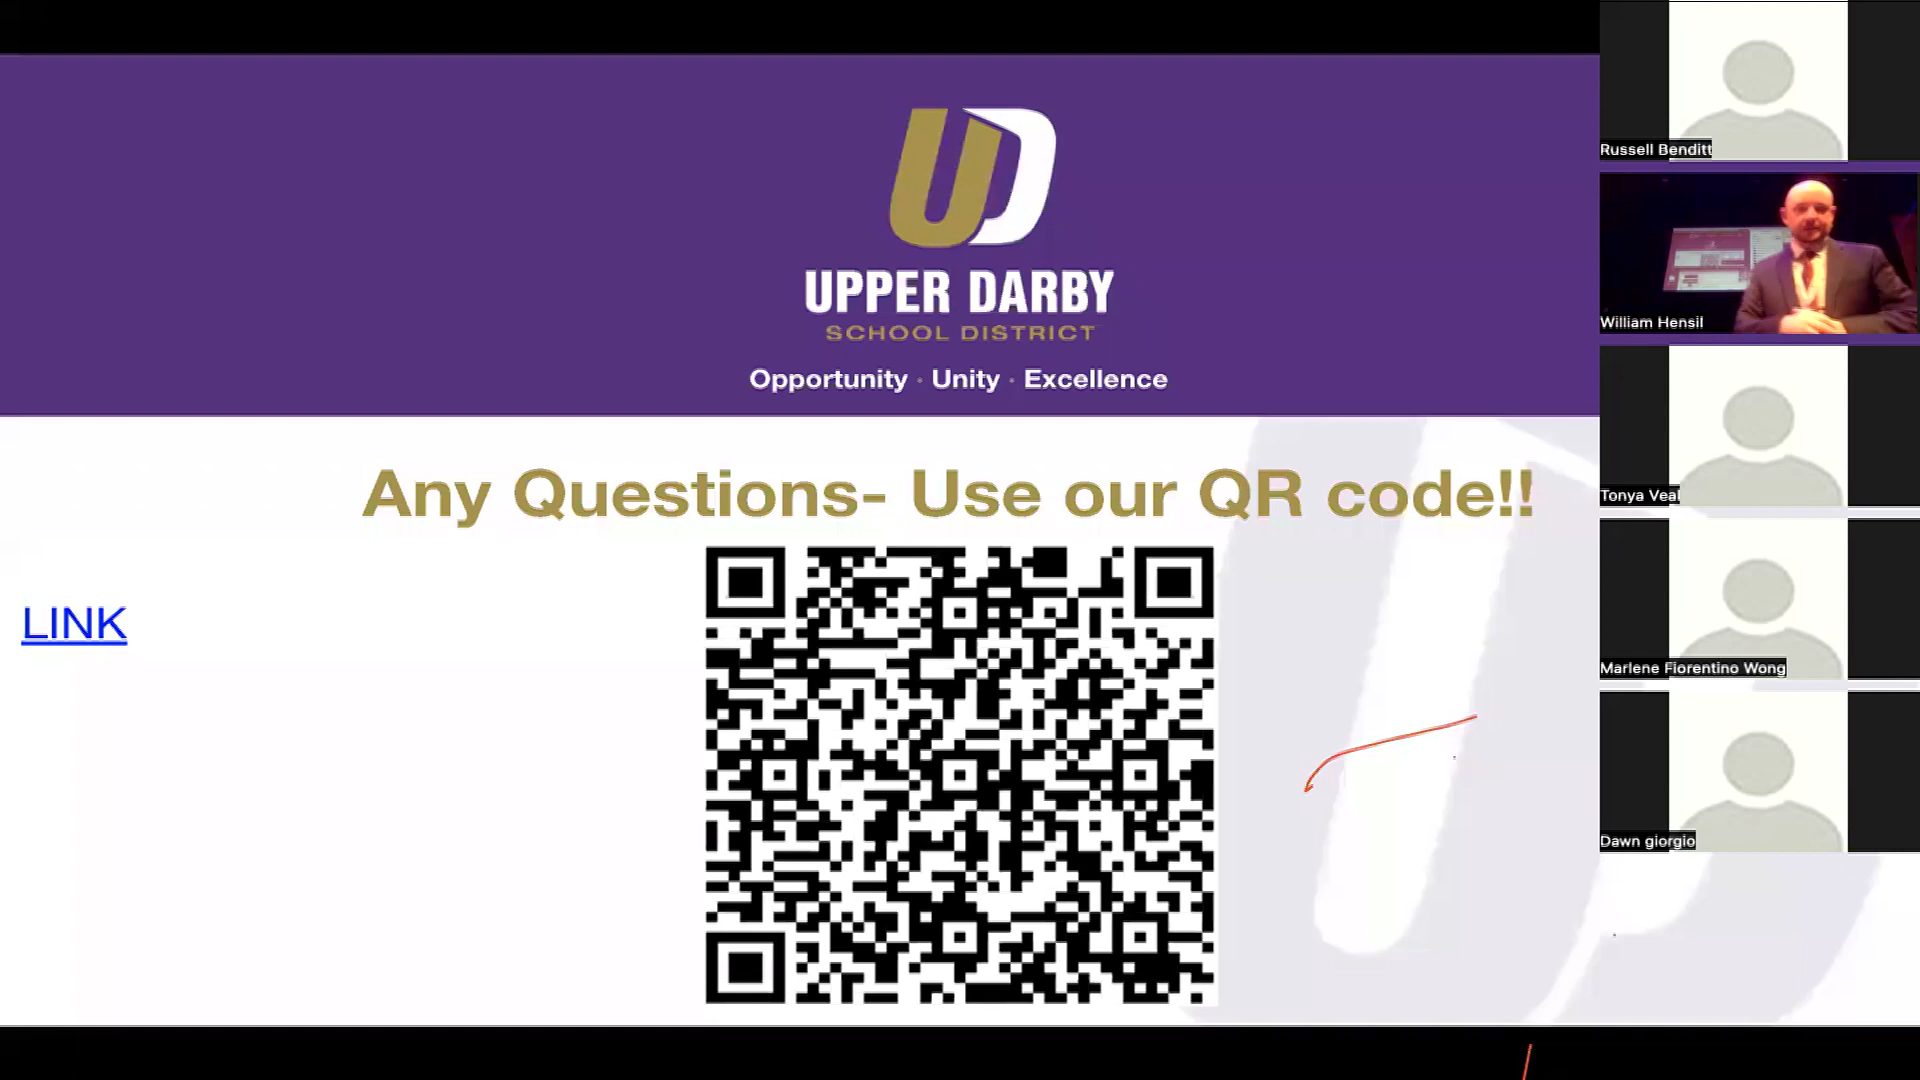 UD
UPPER DARBY
SCHOOL DISTRICT
Opportunity · Unity · Excellence
Any Questions- Use our QR code!!
LINK
Russell Benditt
William Hensil
Tonya Veal
Marlene Fiorentino Wong
Dawn giorgio